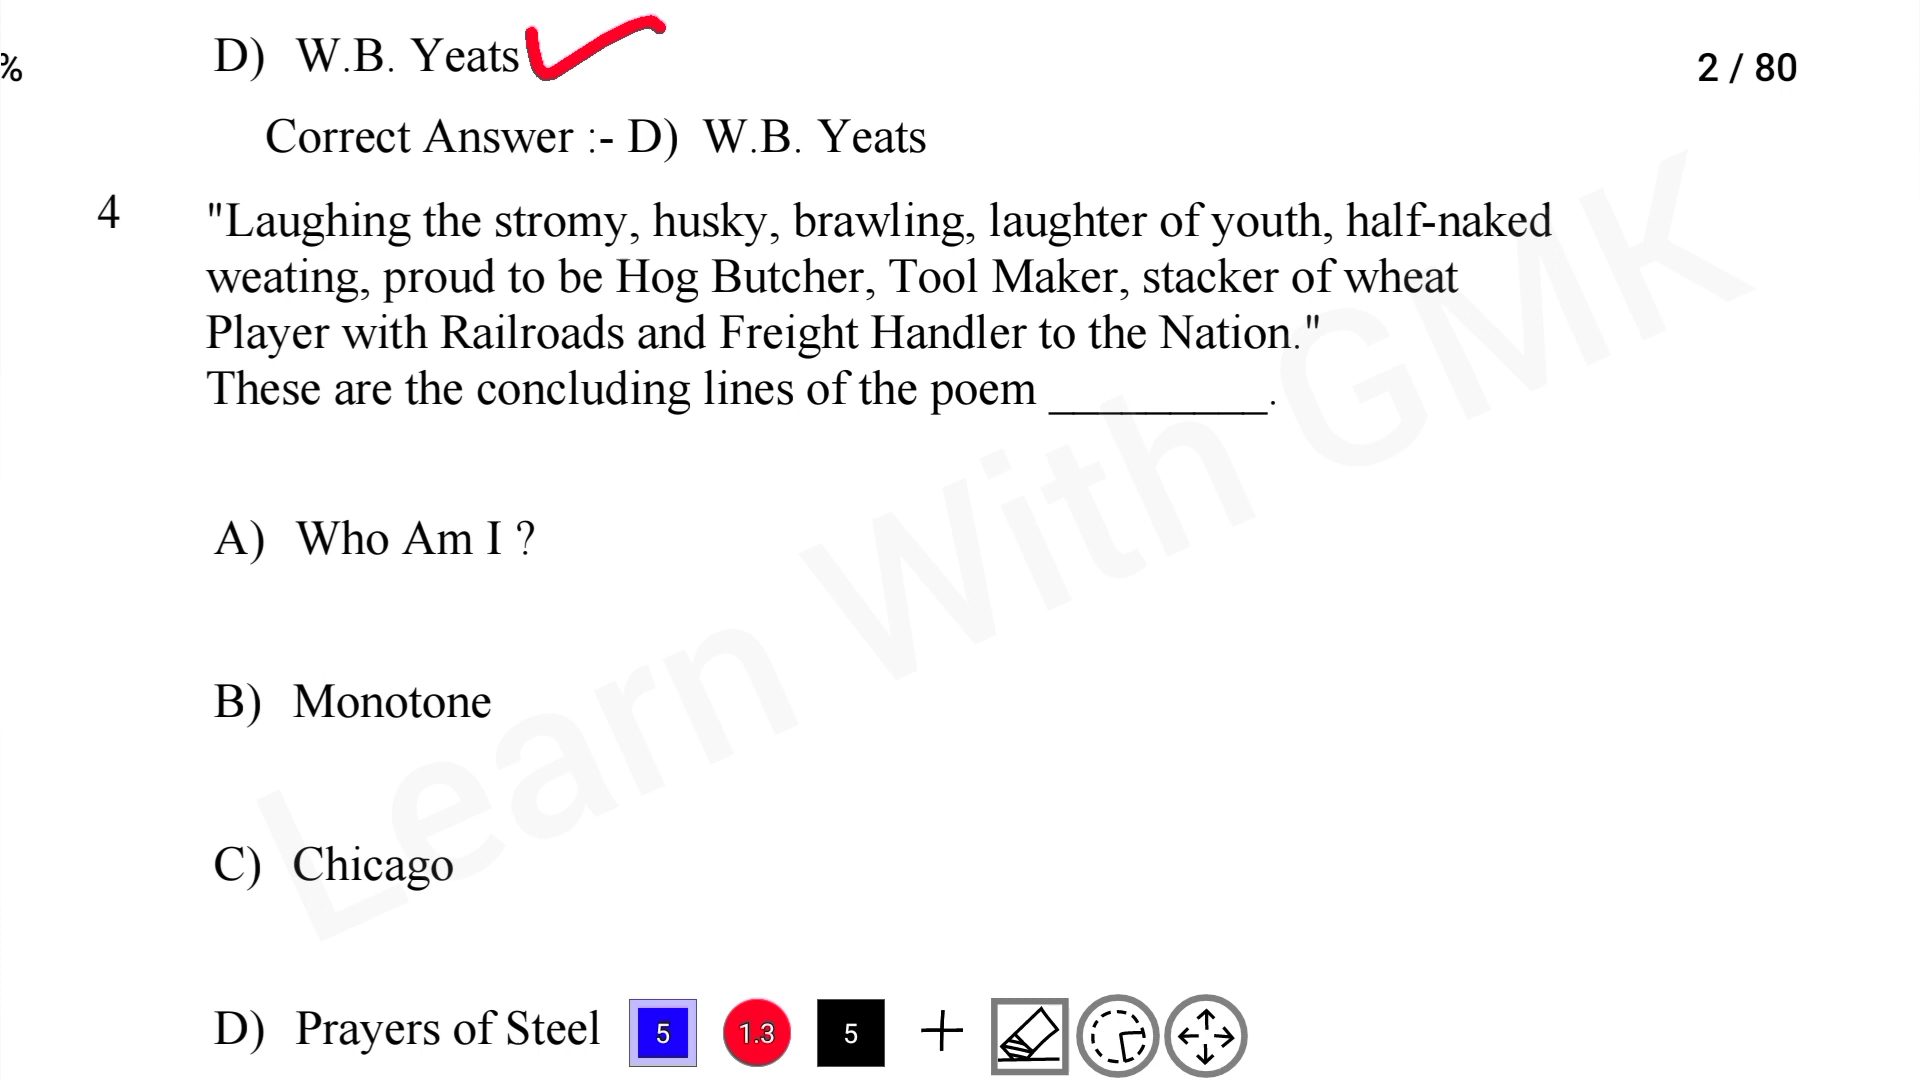 D) W.B. Yeats
%
2 / 80
Correct Answer :- D) W.B. Yeats
4 "Laughing the stromy, husky, brawling, laughter of youth, half-naked
weating, proud to be Hog Butcher, Tool Maker, stacker of wheat
Player with Railroads and Freight Handler to the Nation."
These are the concluding lines of the poem _________.
A) Who Am I ?
B) Monotone
C) Chicago
D) Prayers of Steel
5 1.3 5
Learn With GMK